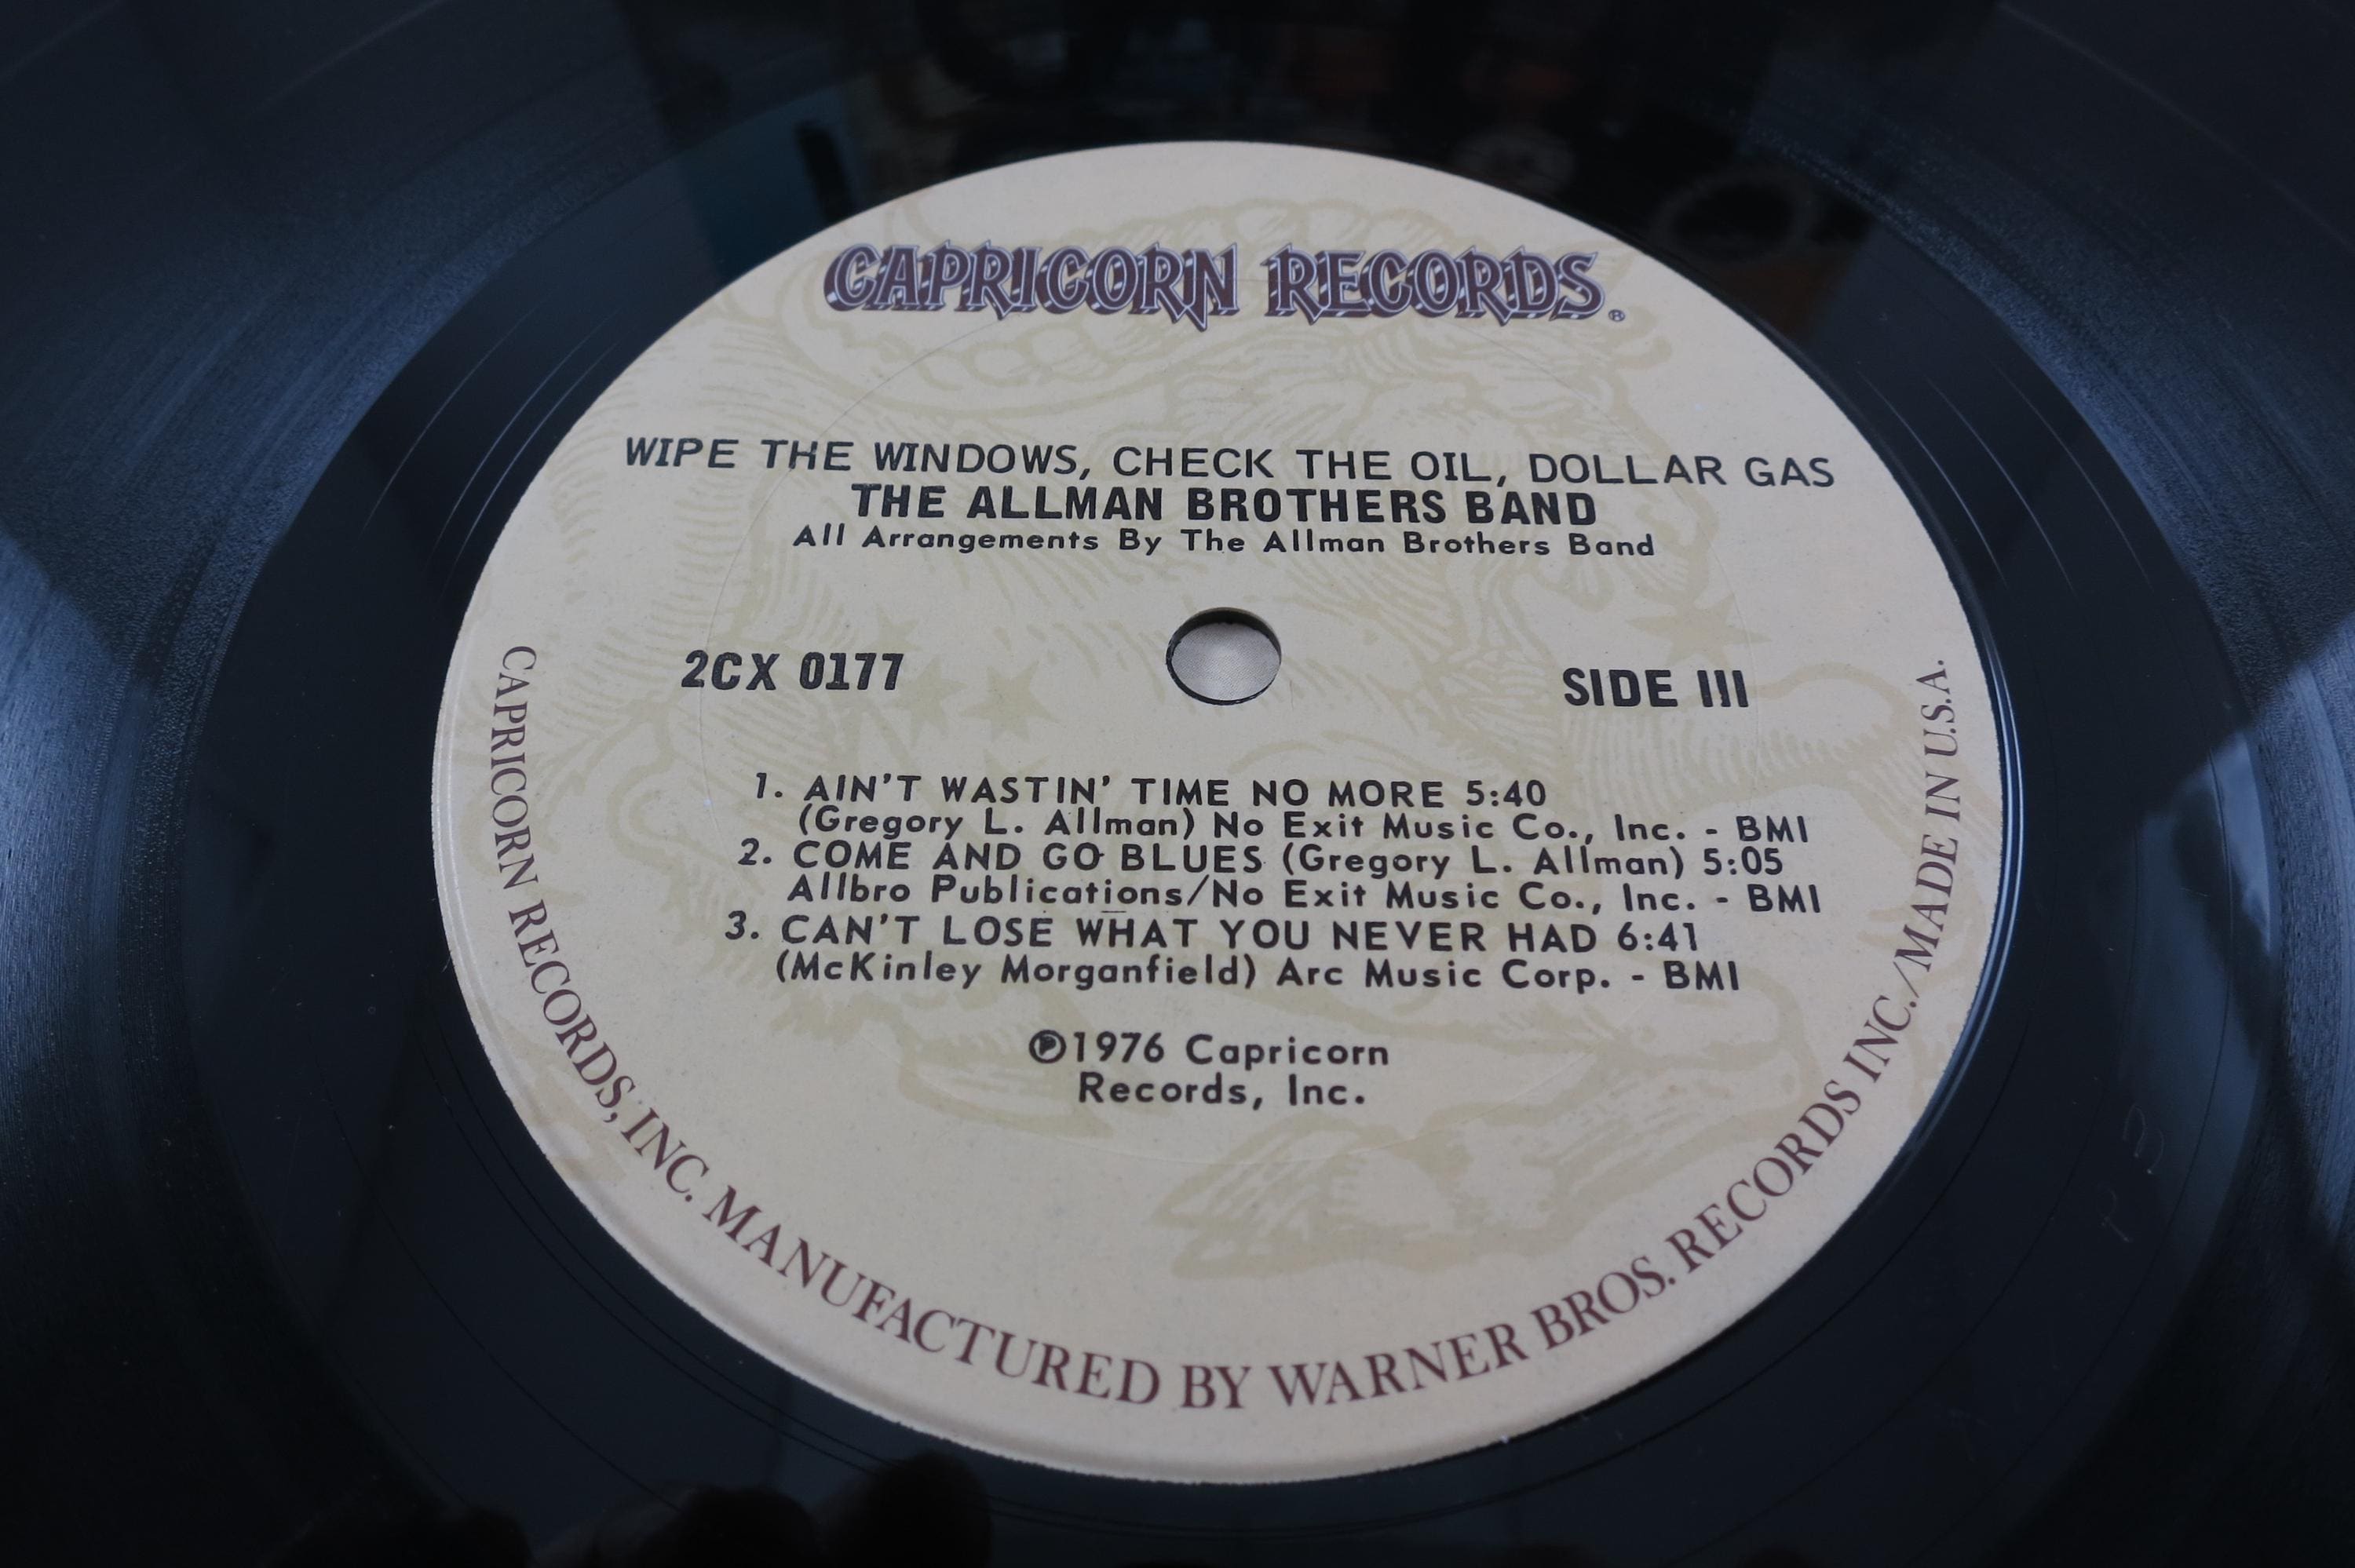 CAPRICORN RECORDS®
WIPE THE WINDOWS, CHECK THE OIL, DOLLAR GAS
THE ALLMAN BROTHERS BAND
All Arrangements By The Allman Brothers Band
2CX 0177
SIDE III
1. AIN'T WASTIN' TIME NO MORE 5:40
(Gregory L. Allman) No Exit Music Co., Inc. - BMI
2. COME AND GO BLUES (Gregory L. Allman) 5:05
Allbro Publications/No Exit Music Co., Inc. - BMI
3. CAN'T LOSE WHAT YOU NEVER HAD 6:41
(McKinley Morganfield) Arc Music Corp. - BMI
℗1976 Capricorn
Records, Inc.
CAPRICORN RECORDS, INC. MANUFACTURED BY WARNER BROS. RECORDS INC./MADE IN U.S.A.